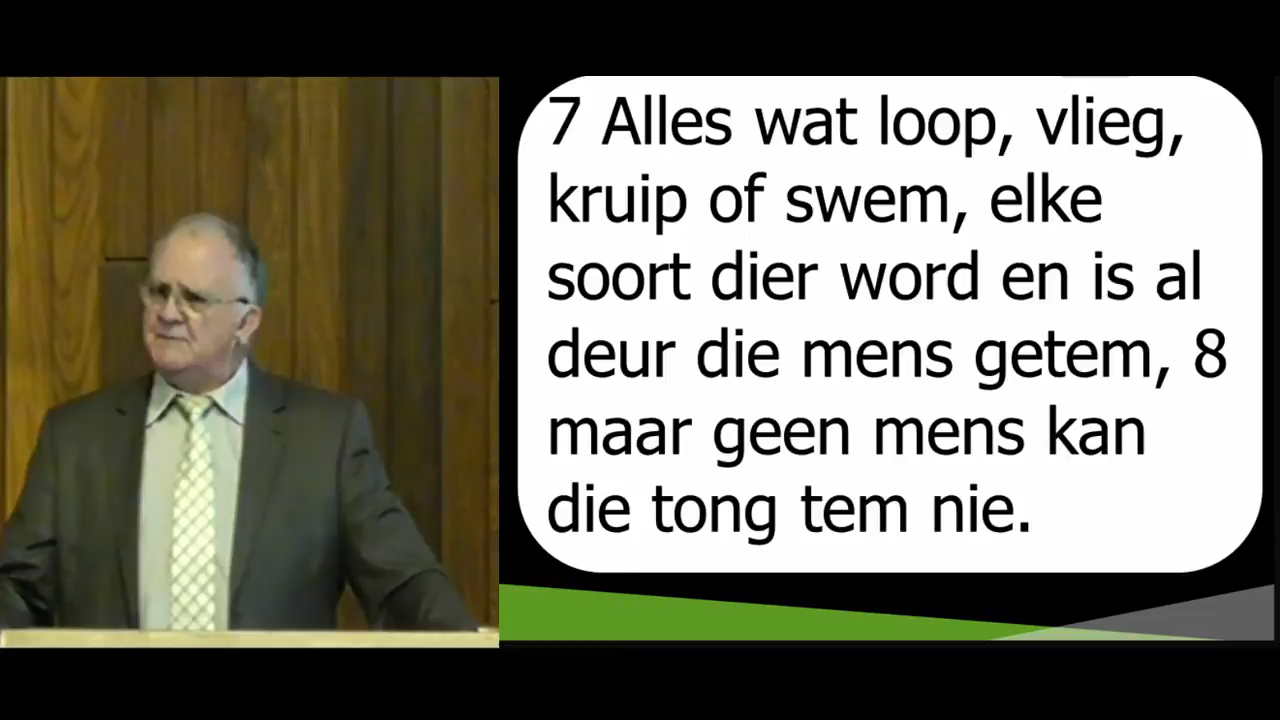 7 Alles wat loop, vlieg,
kruip of swem, elke
soort dier word en is al
deur die mens getem, 8
maar geen mens kan
die tong tem nie.